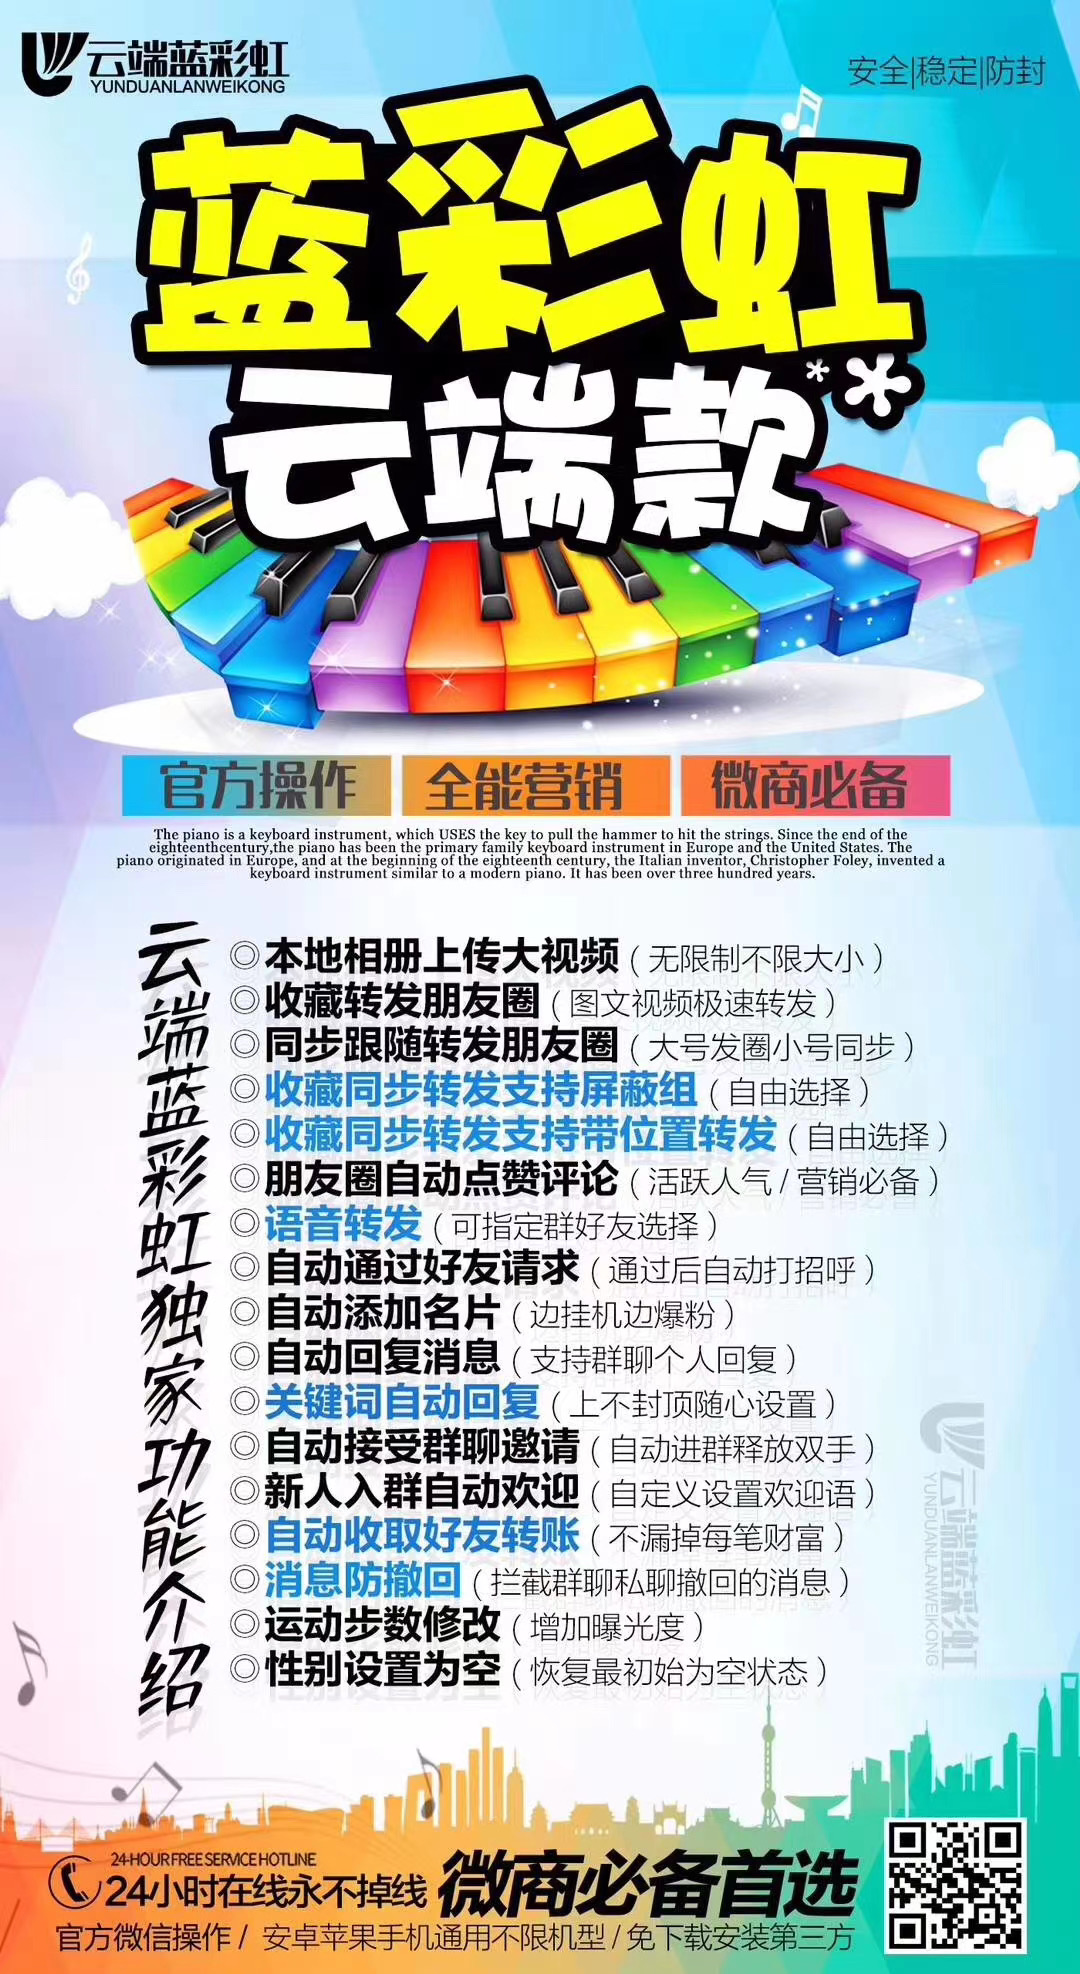 云端蓝彩虹
YUNDUANLANWEIKONG
安全|稳定|防封
蓝彩虹
云端款
官方操作 全能营销 微商必备
The piano is a keyboard instrument, which USES the key to pull the hammer to hit the strings. Since the end of the
eighteenthcentury,the piano has been the primary family keyboard instrument in Europe and the United States. The
piano originated in Europe, and at the beginning of the eighteenth century, the Italian inventor, Christopher Foley, invented a
keyboard instrument similar to a modern piano. It has been over three hundred years.
云端蓝彩虹独家功能介绍
◎本地相册上传大视频（无限制不限大小）
◎收藏转发朋友圈（图文视频极速转发）
◎同步跟随转发朋友圈（大号发圈小号同步）
◎收藏同步转发支持屏蔽组（自由选择）
◎收藏同步转发支持带位置转发（自由选择）
◎朋友圈自动点赞评论（活跃人气/营销必备）
◎语音转发（可指定群好友选择）
◎自动通过好友请求（通过后自动打招呼）
◎自动添加名片（边挂机边爆粉）
◎自动回复消息（支持群聊个人回复）
◎关键词自动回复（上不封顶随心设置）
◎自动接受群聊邀请（自动进群释放双手）
◎新人入群自动欢迎（自定义设置欢迎语）
◎自动收取好友转账（不漏掉每笔财富）
◎消息防撤回（拦截群聊私聊撤回的消息）
◎运动步数修改（增加曝光度）
◎性别设置为空（恢复最初始为空状态）
云端蓝彩虹
YUNDUANLANWEIKONG
24-HOUR FREE SERVICE HOTLINE
24小时在线永不掉线
微商必备首选
官方微信操作/ 安卓苹果手机通用不限机型/免下载安装第三方